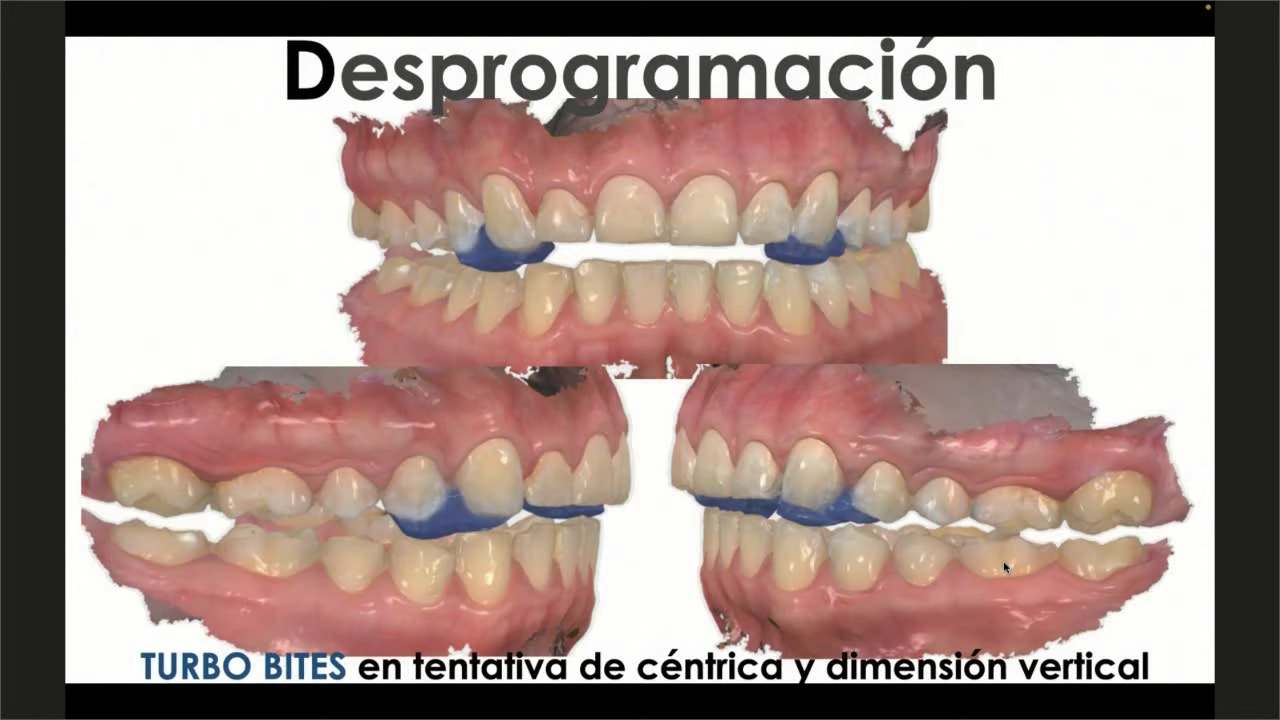 Desprogramación
TURBO BITES en tentativa de céntrica y dimensión vertical